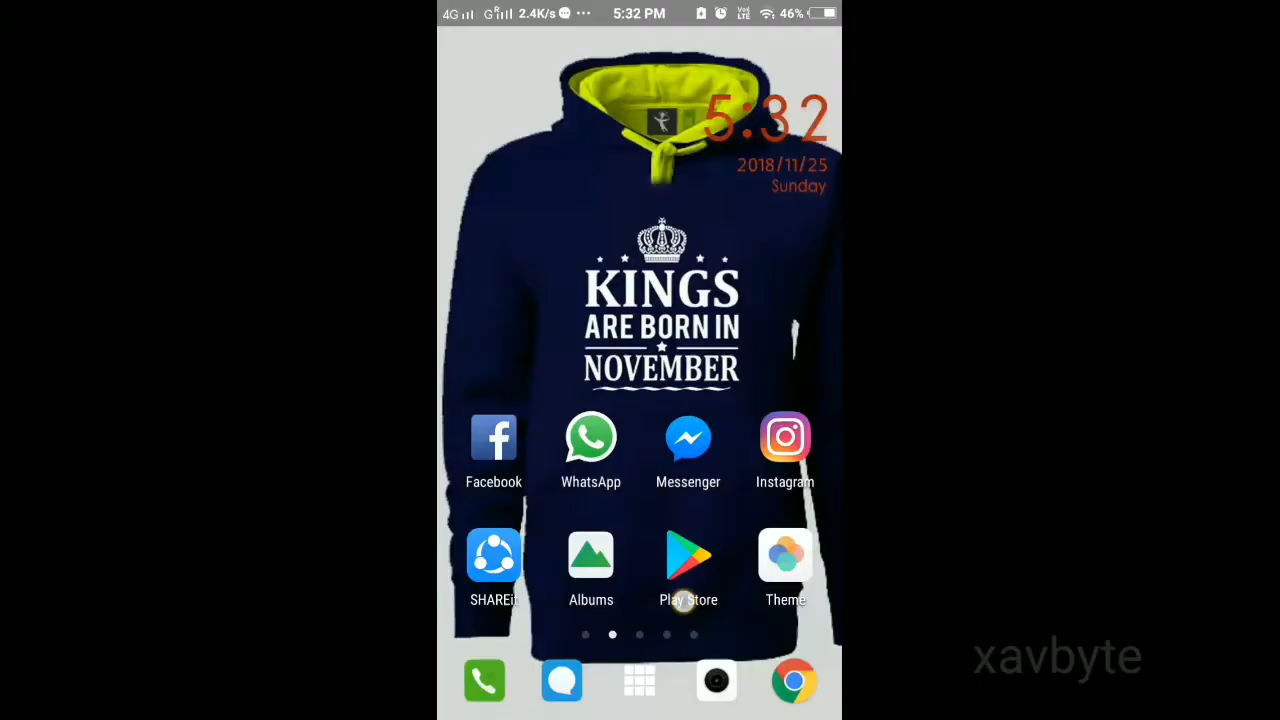 4G G R 2.4K/s ... 5:32 PM VoLTE 46%
5:32
2018/11/25
Sunday
KINGS
ARE BORN IN
NOVEMBER
Facebook WhatsApp Messenger Instagram
SHAREit Albums Play Store Theme
xavbyte